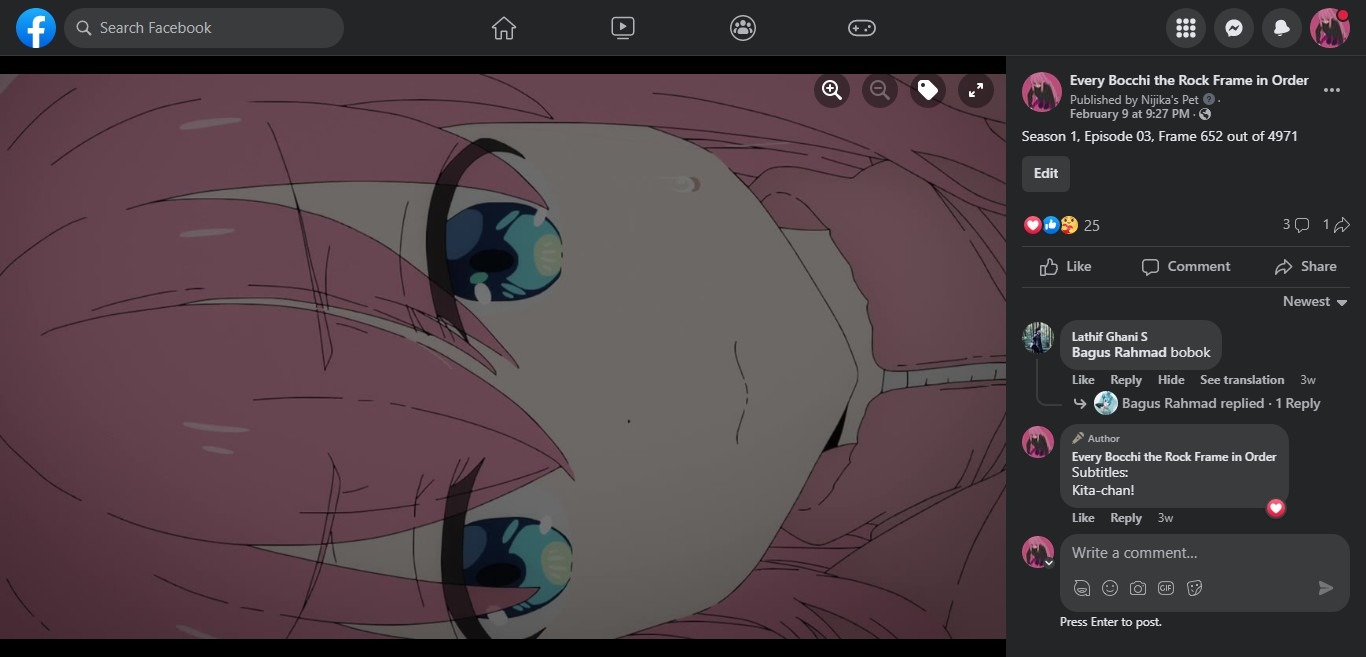 Search Facebook
Every Bocchi the Rock Frame in Order
Published by Nijika's Pet ? ·
February 9 at 9:27 PM ·
Season 1, Episode 03, Frame 652 out of 4971
Edit
25
3
1
Like
Comment
Share
Newest
Lathif Ghani S
Bagus Rahmad bobok
Like Reply Hide See translation 3w
Bagus Rahmad replied · 1 Reply
Author
Every Bocchi the Rock Frame in Order
Subtitles:
Kita-chan!
Like Reply 3w
Write a comment...
GIF
Press Enter to post.